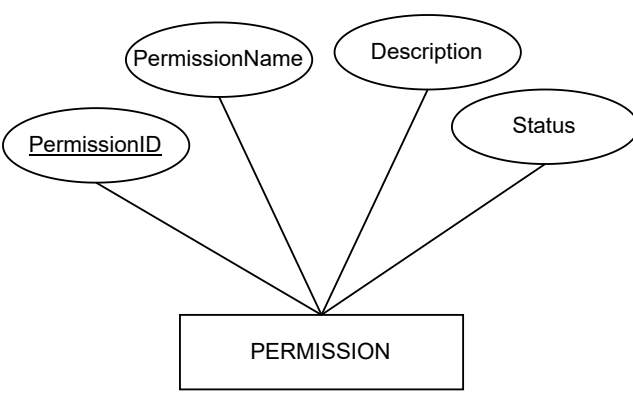 PermissionName
Description
PermissionID
Status
PERMISSION